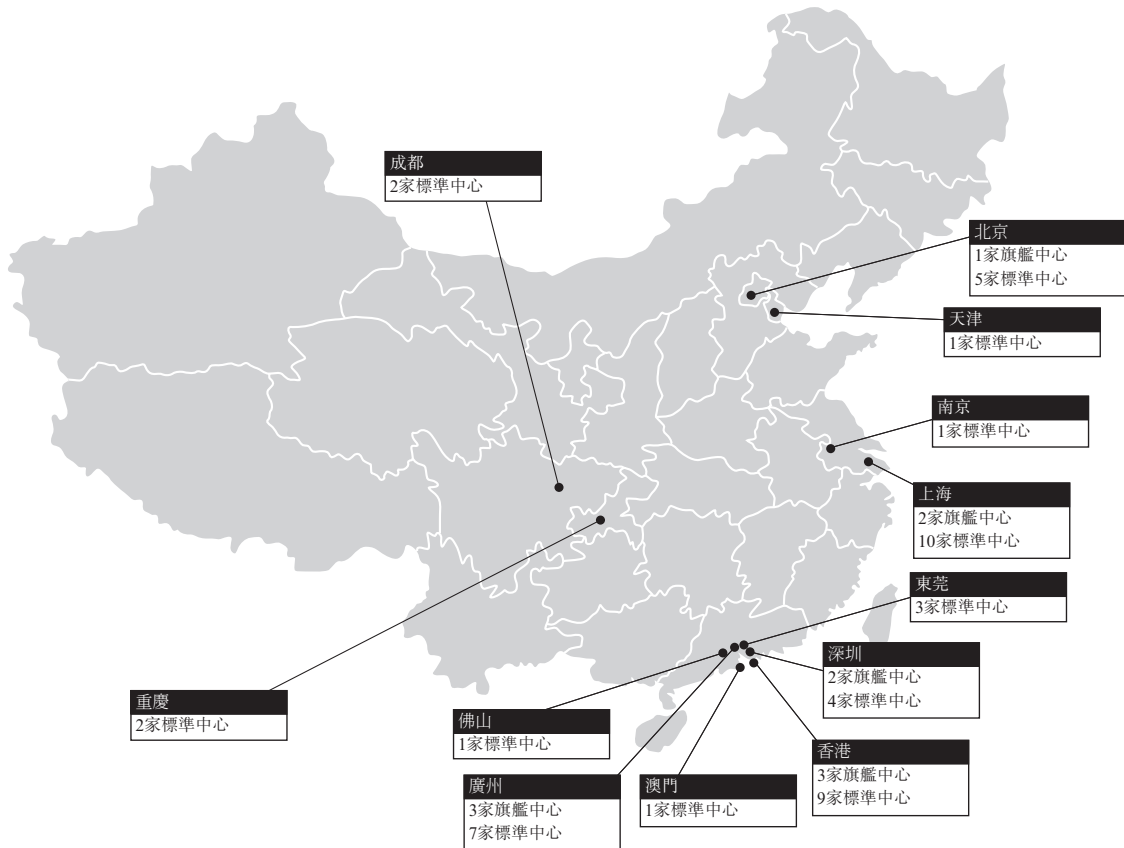 成都
2家標準中心
北京
1家旗艦中心
5家標準中心
天津
1家標準中心
南京
1家標準中心
上海
2家旗艦中心
10家標準中心
東莞
3家標準中心
深圳
2家旗艦中心
4家標準中心
重慶
2家標準中心
佛山
1家標準中心
香港
3家旗艦中心
9家標準中心
廣州
3家旗艦中心
7家標準中心
澳門
1家標準中心